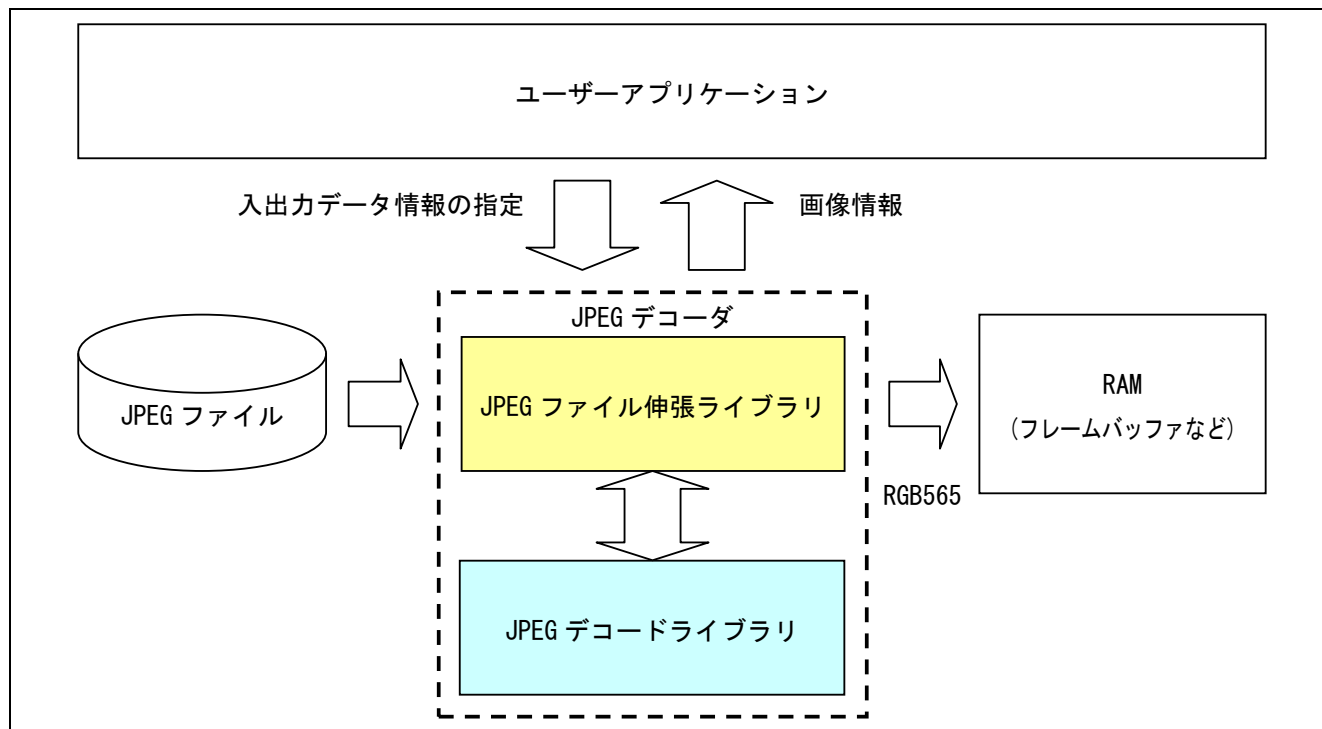 ユーザーアプリケーション
入出力データ情報の指定
画像情報
JPEG デコーダ
JPEG ファイル
JPEG ファイル伸張ライブラリ
RAM
(フレームバッファなど)
RGB565
JPEG デコードライブラリ